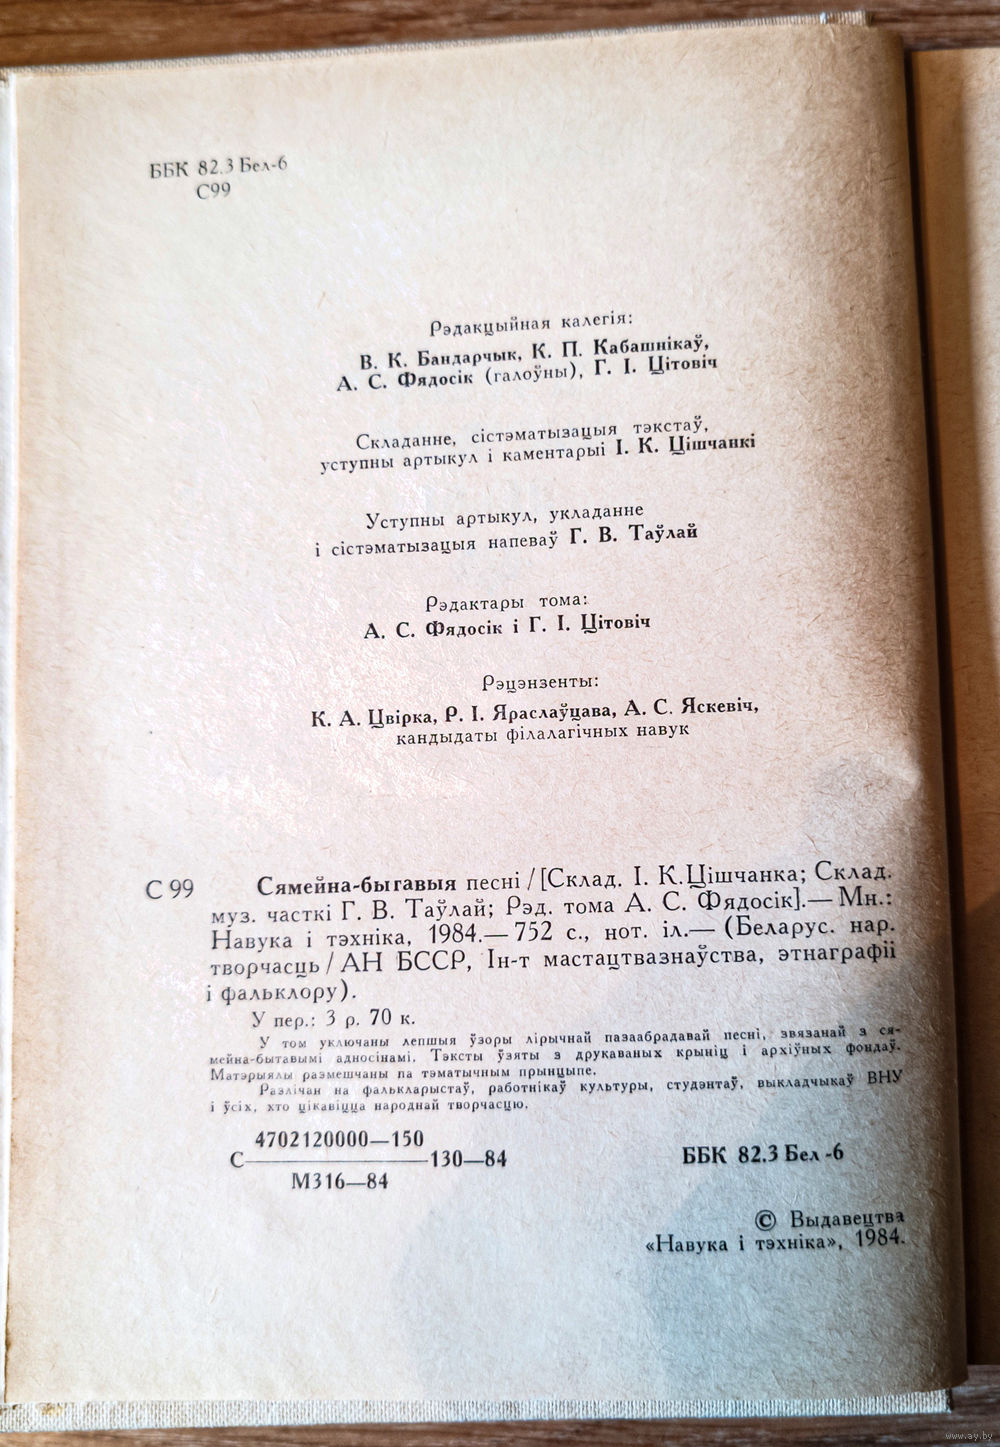 ББК 82.3 Бел-6
С99
Рэдакцыйная калегія:
В. К. Бандарчык, К. П. Кабашнікаў,
А. С. Фядосік (галоўны), Г. І. Цітовіч
Складанне, сістэматызацыя тэкстаў,
уступны артыкул і каментарыі І. К. Цішчанкі
Уступны артыкул, укладанне
і сістэматызацыя напеваў Г. В. Таўлай
Рэдактары тома:
А. С. Фядосік і Г. І. Цітовіч
Рэцэнзенты:
К. А. Цвірка, Р. І. Яраслаўцава, А. С. Яскевіч,
кандыдаты філалагічных навук
С 99 Сямейна-бытавыя песні / [Склад. І. К.Цішчанка; Склад.
муз. часткі Г. В. Таўлай; Рэд. тома А. С. Фядосік].— Мн.:
Навука і тэхніка, 1984.— 752 с., нот. іл.— (Беларус. нар.
творчасць / АН БССР, Ін-т мастацтвазнаўства, этнаграфіі
і фальклору).
У пер.: 3 р. 70 к.
У том уключаны лепшыя ўзоры лірычнай пазаабрадавай песні, звязанай з ся-
мейна-бытавымі адносінамі. Тэксты ўзяты з друкаваных крыніц і архіўных фондаў.
Матэрыялы размешчаны па тэматычным прынцыпе.
Разлічан на фалькларыстаў, работнікаў культуры, студэнтаў, выкладчыкаў ВНУ
і ўсіх, хто цікавіцца народнай творчасцю.
4702120000—150
С—130—84
М316—84
ББК 82.3 Бел -6
© Выдавецтва
«Навука і тэхніка», 1984.
www.ay.by